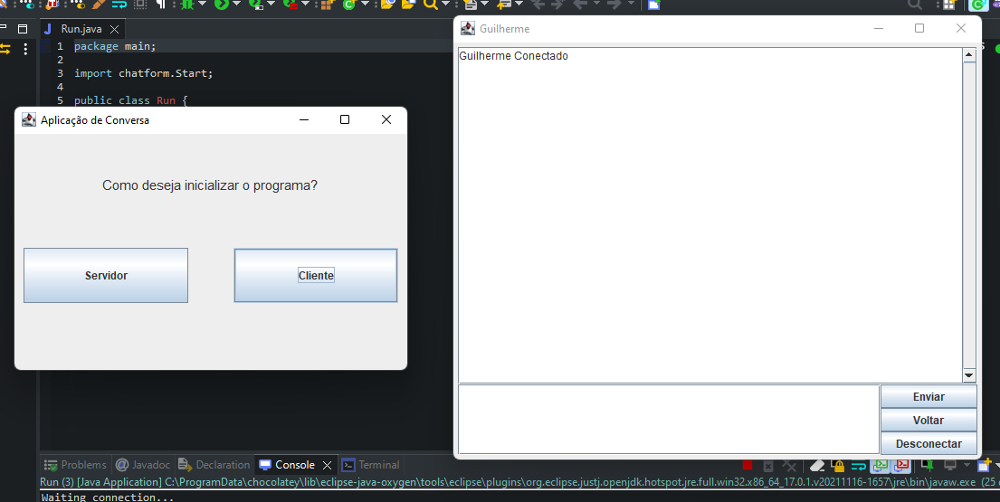 Run.java
1 package main;
2
3 import chatform.Start;
4
5 public class Run {
Aplicação de Conversa
Como deseja inicializar o programa?
Servidor
Cliente
Guilherme
Guilherme Conectado
Enviar
Voltar
Desconectar
Problems Javadoc Declaration Console Terminal
Run (3) [Java Application] C:\ProgramData\chocolatey\lib\eclipse-java-oxygen\tools\eclipse\plugins\org.eclipse.justj.openjdk.hotspot.jre.full.win32.x86_64_17.0.1.v20211116-1657\jre\bin\javaw.exe (25
Waiting connection...